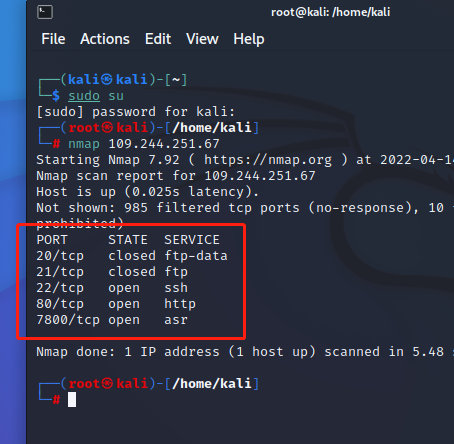 root@kali: /home/kali
File Actions Edit View Help
┌──(kali㉿kali)-[~]
└─$ sudo su
[sudo] password for kali:
┌──(root㉿kali)-[/home/kali]
└─# nmap 109.244.251.67
Starting Nmap 7.92 ( https://nmap.org ) at 2022-04-1
Nmap scan report for 109.244.251.67
Host is up (0.025s latency).
Not shown: 985 filtered tcp ports (no-response), 10
prohibited)
PORT STATE SERVICE
20/tcp closed ftp-data
21/tcp closed ftp
22/tcp open ssh
80/tcp open http
7800/tcp open asr
Nmap done: 1 IP address (1 host up) scanned in 5.48
┌──(root㉿kali)-[/home/kali]
└─#